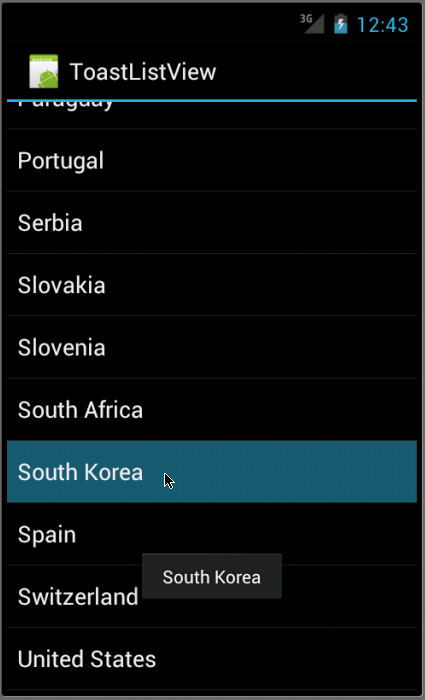 3G 12:43
ToastListView
Paraguay
Portugal
Serbia
Slovakia
Slovenia
South Africa
South Korea
Spain
South Korea
Switzerland
United States